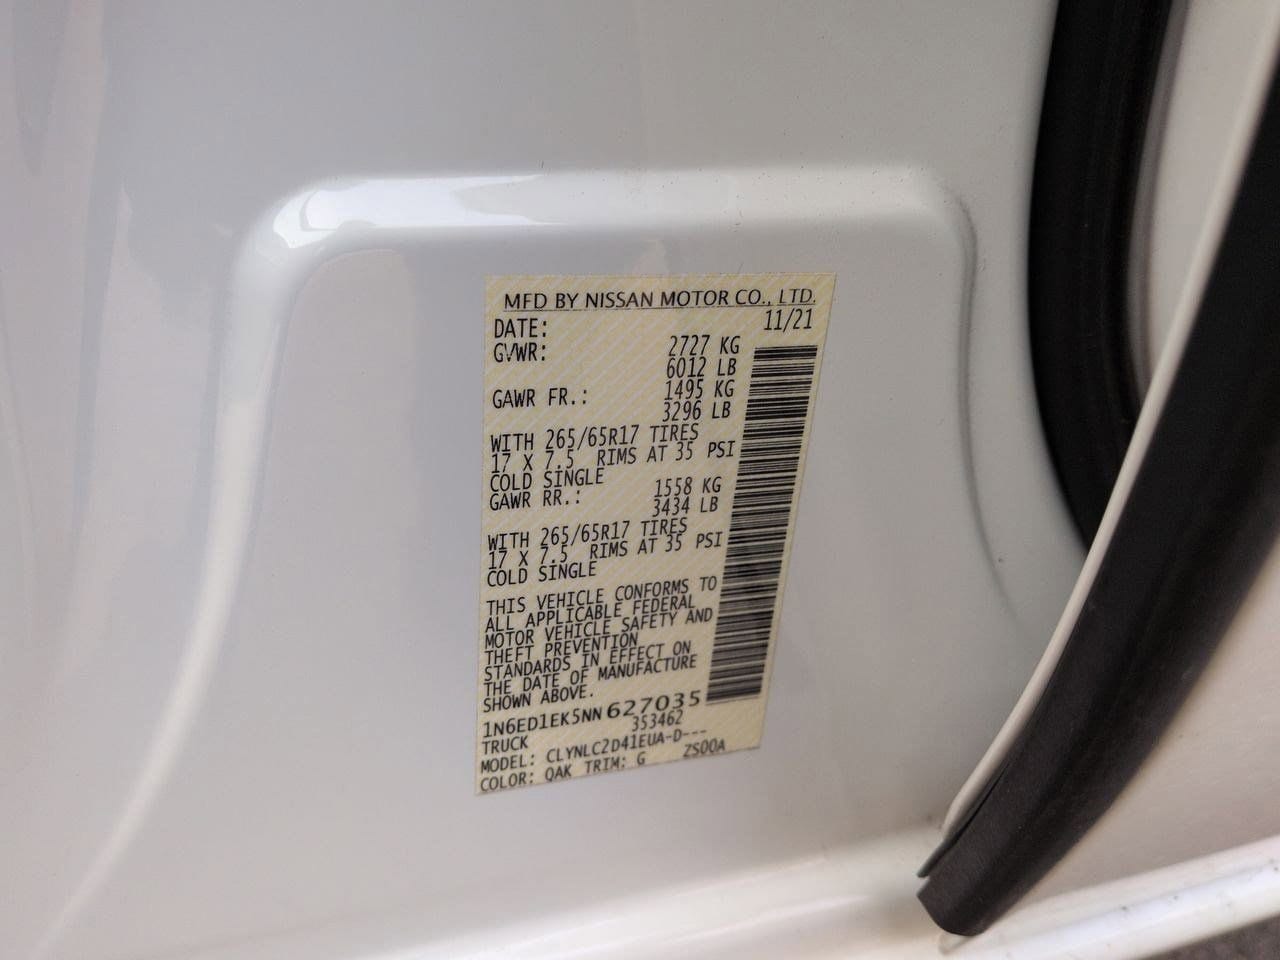 MFD BY NISSAN MOTOR CO., LTD.
DATE: 11/21
GVWR: 2727 KG
6012 LB
GAWR FR.: 1495 KG
3296 LB
WITH 265/65R17 TIRES
17 X 7.5 RIMS AT 35 PSI
COLD SINGLE
GAWR RR.: 1558 KG
3434 LB
WITH 265/65R17 TIRES
17 X 7.5 RIMS AT 35 PSI
COLD SINGLE
THIS VEHICLE CONFORMS TO
ALL APPLICABLE FEDERAL
MOTOR VEHICLE SAFETY AND
THEFT PREVENTION
STANDARDS IN EFFECT ON
THE DATE OF MANUFACTURE
SHOWN ABOVE.
1N6ED1EK5NN627035
TRUCK 353462
MODEL: CLYNLC2D41EUA-D---
COLOR: QAK TRIM: G ZS00A